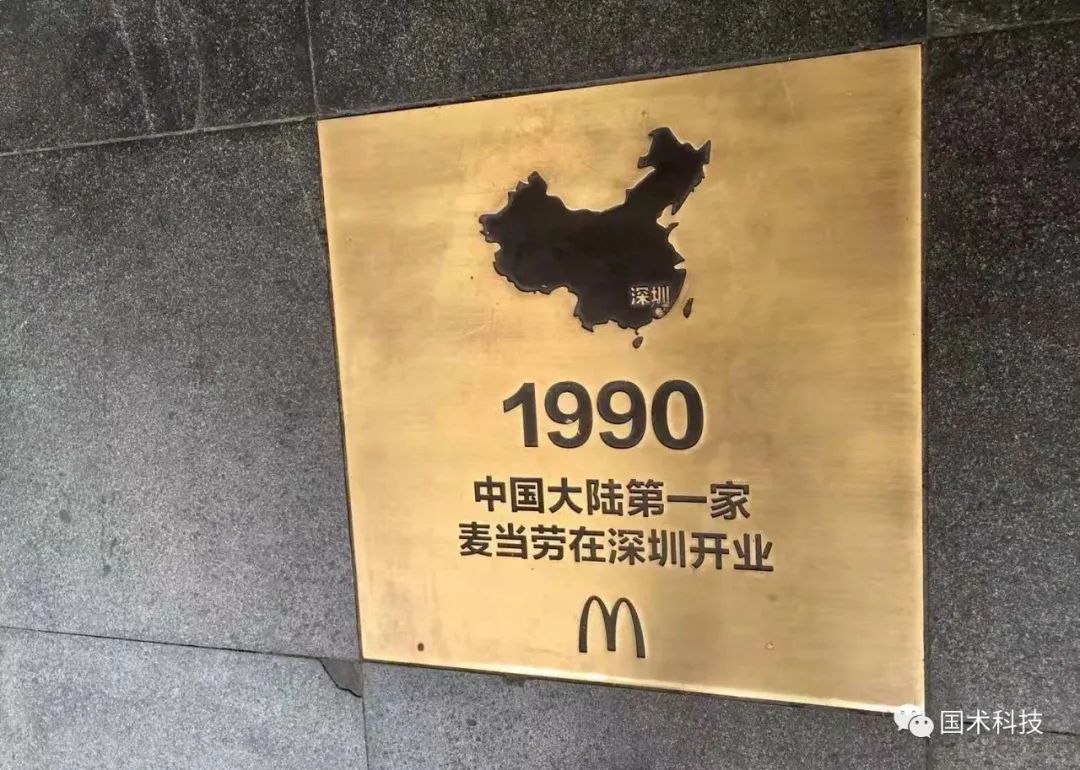 深圳
1990
中国大陆第一家
麦当劳在深圳开业
国术科技